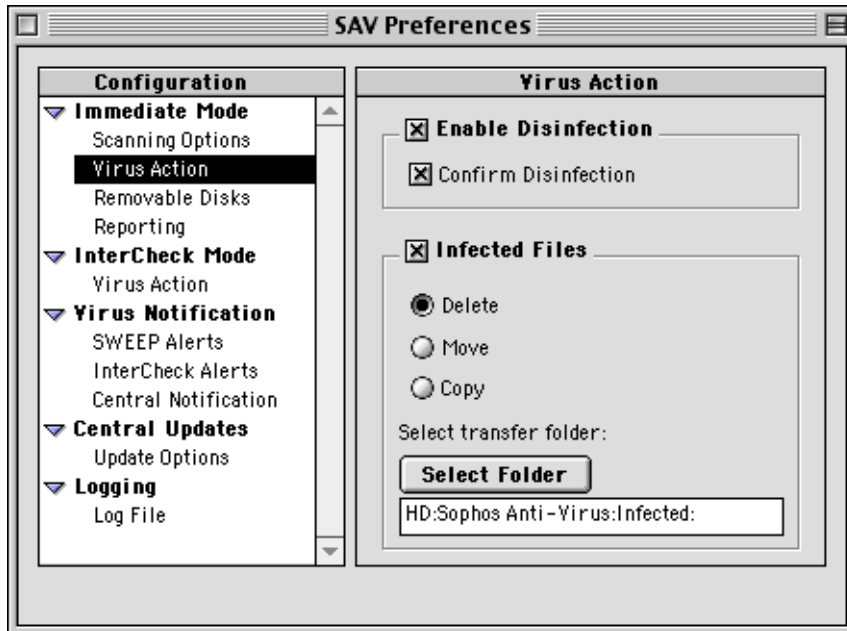 SAV Preferences
Configuration
Immediate Mode
Scanning Options
Virus Action
Removable Disks
Reporting
InterCheck Mode
Virus Action
Virus Notification
SWEEP Alerts
InterCheck Alerts
Central Notification
Central Updates
Update Options
Logging
Log File
Virus Action
Enable Disinfection
Confirm Disinfection
Infected Files
Delete
Move
Copy
Select transfer folder:
Select Folder
HD:Sophos Anti-Virus:Infected: